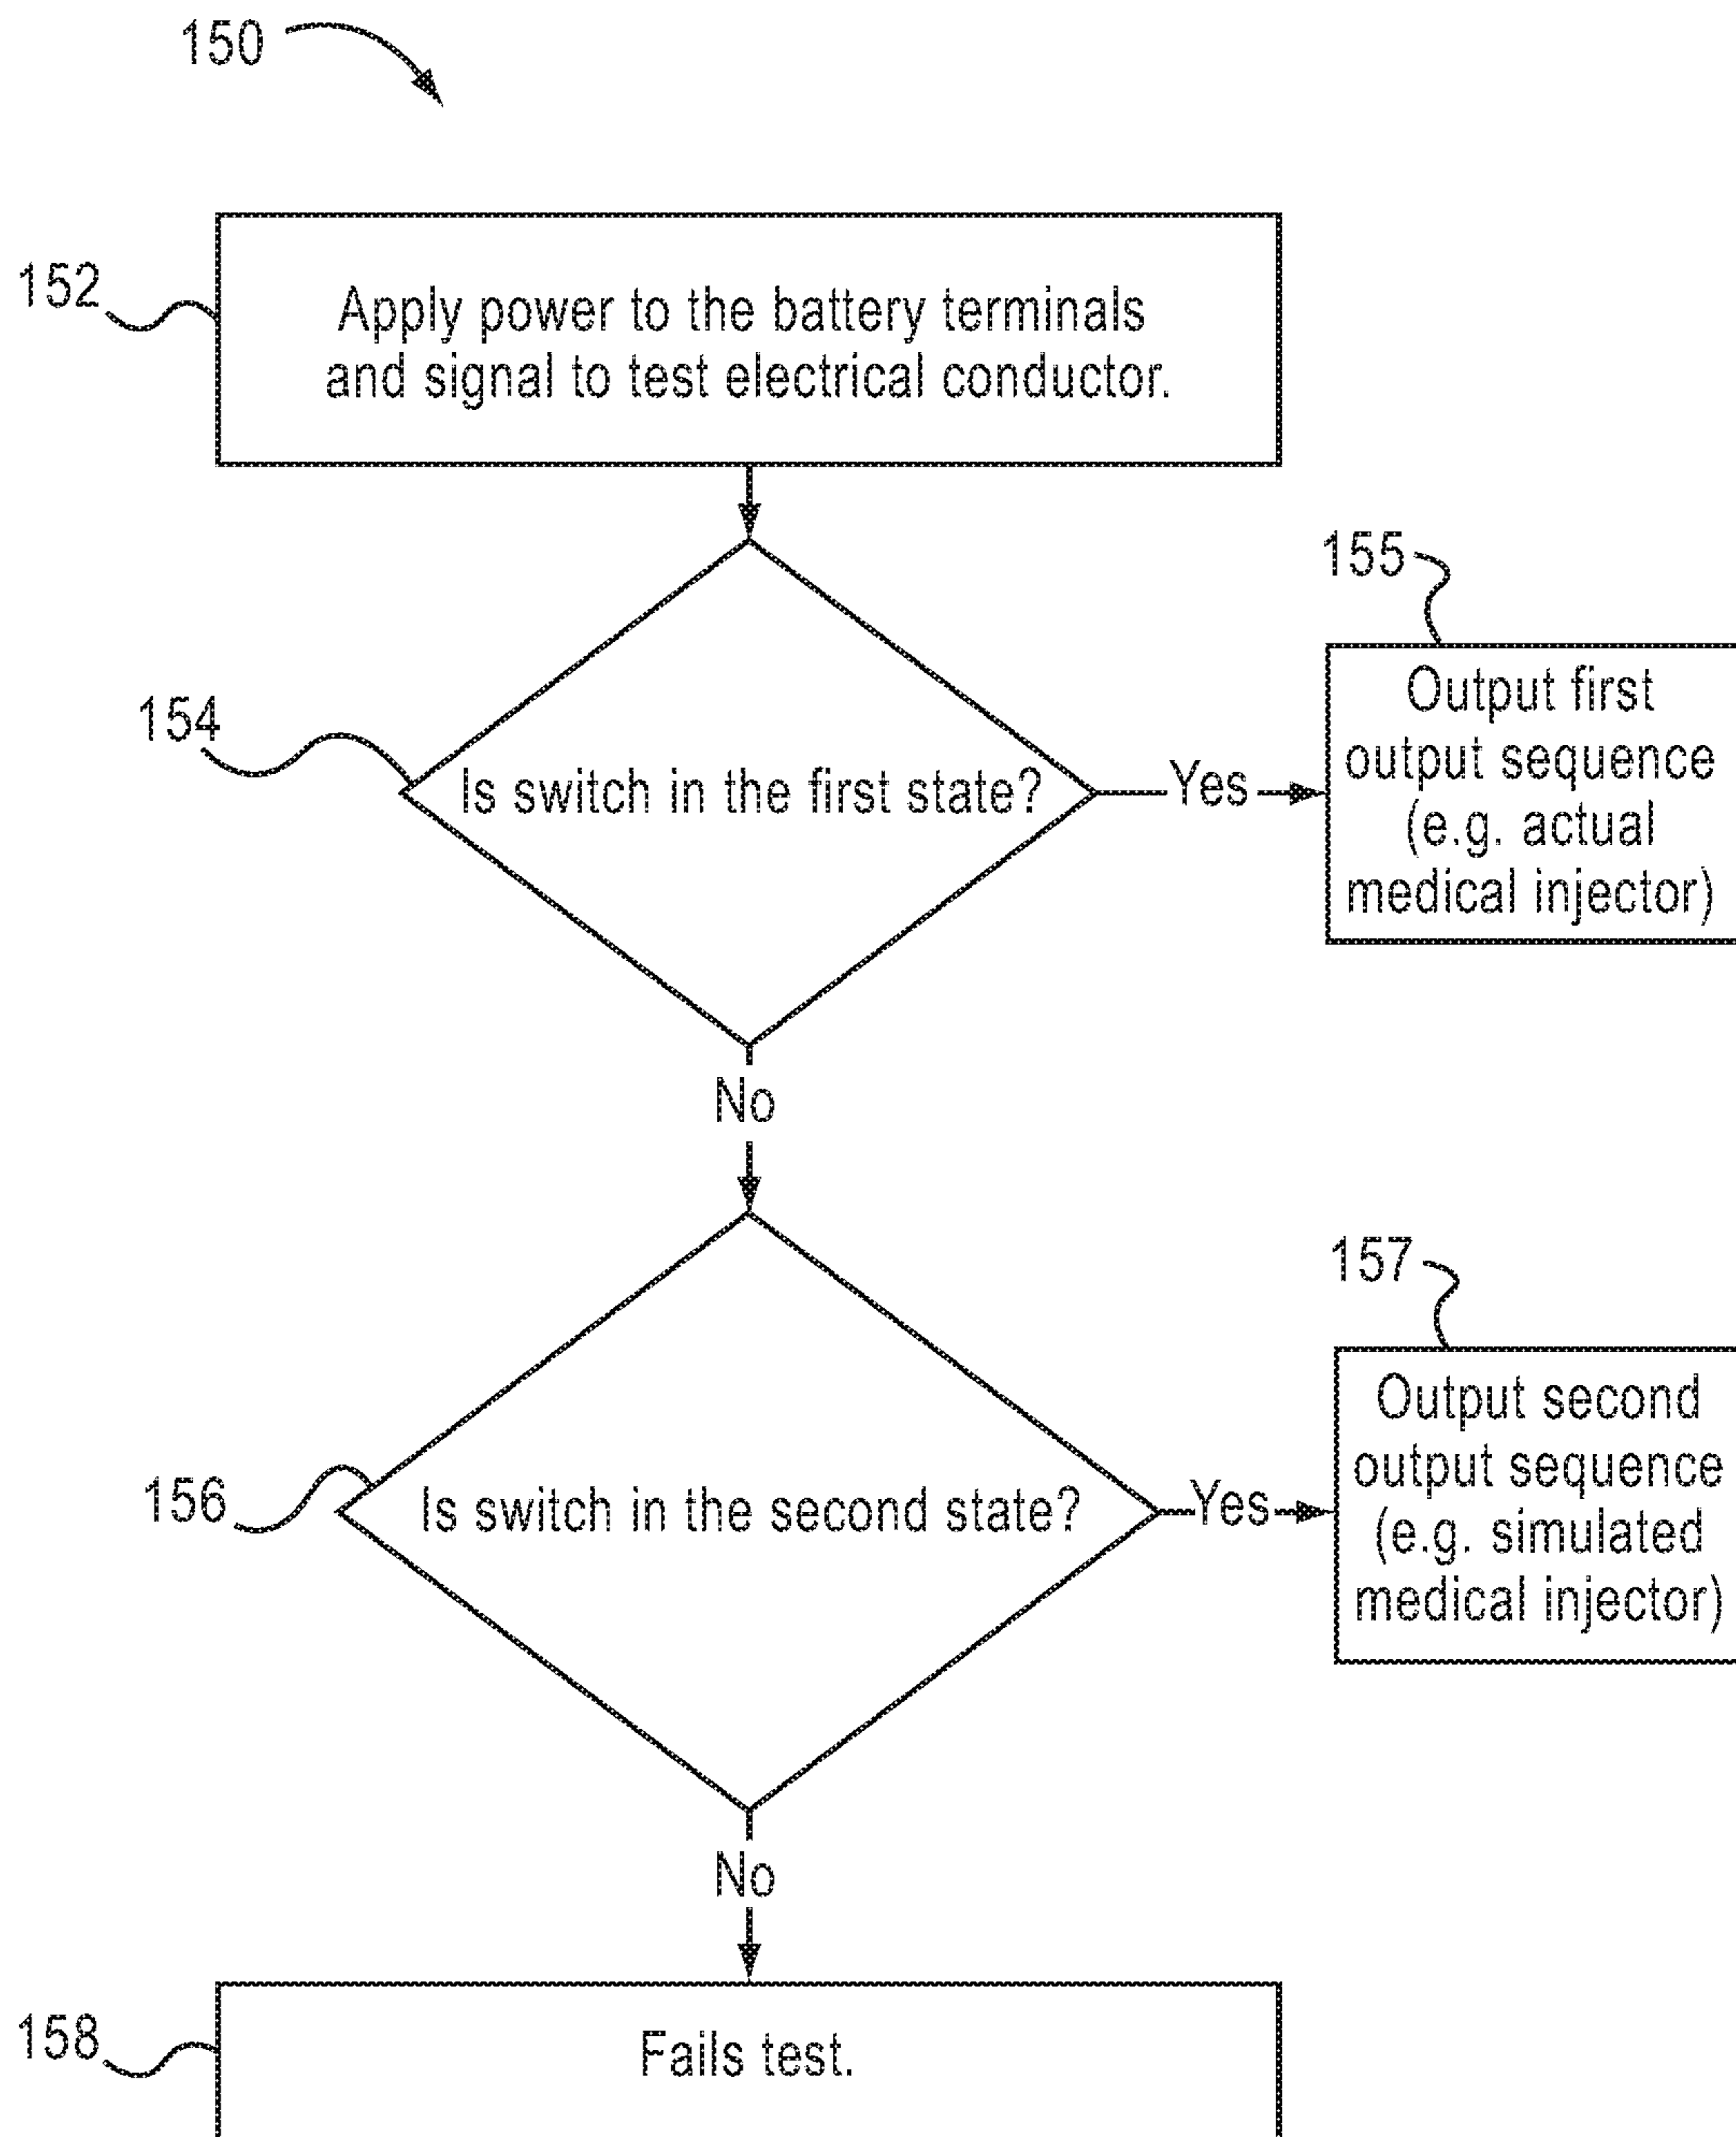 150
152
Apply power to the battery terminals
and signal to test electrical conductor.
154
Is switch in the first state?
Yes
155
Output first
output sequence
(e.g. actual
medical injector)
No
156
Is switch in the second state?
Yes
157
Output second
output sequence
(e.g. simulated
medical injector)
No
158
Fails test.